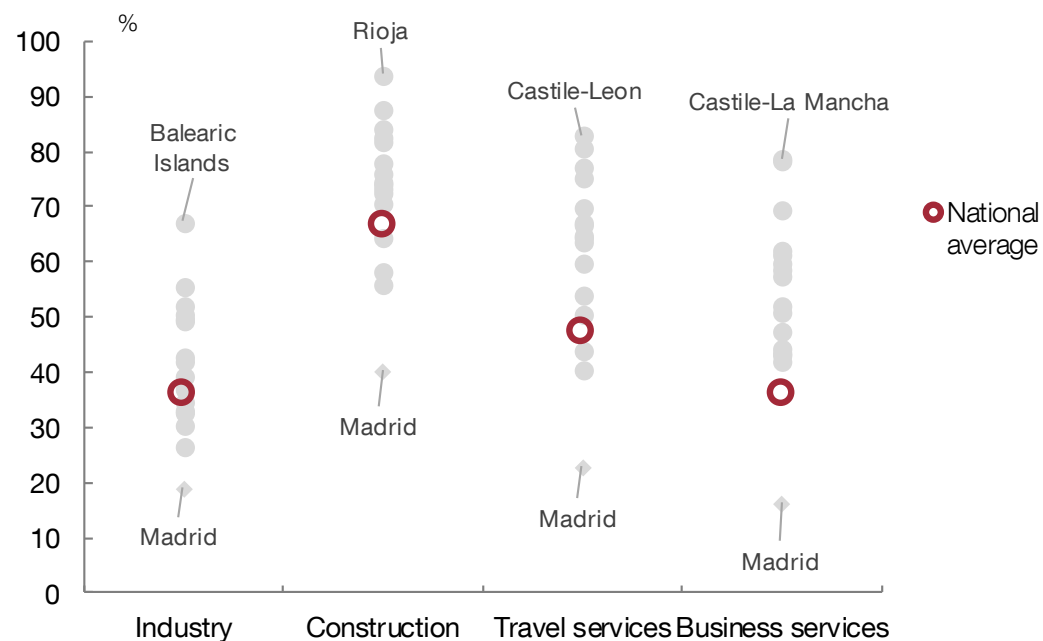 %
100
90
80
70
60
50
40
30
20
10
0
Balearic
Islands
Madrid
Rioja
Madrid
Castile-Leon
Madrid
Castile-La Mancha
Madrid
National
average
Industry
Construction
Travel services
Business services